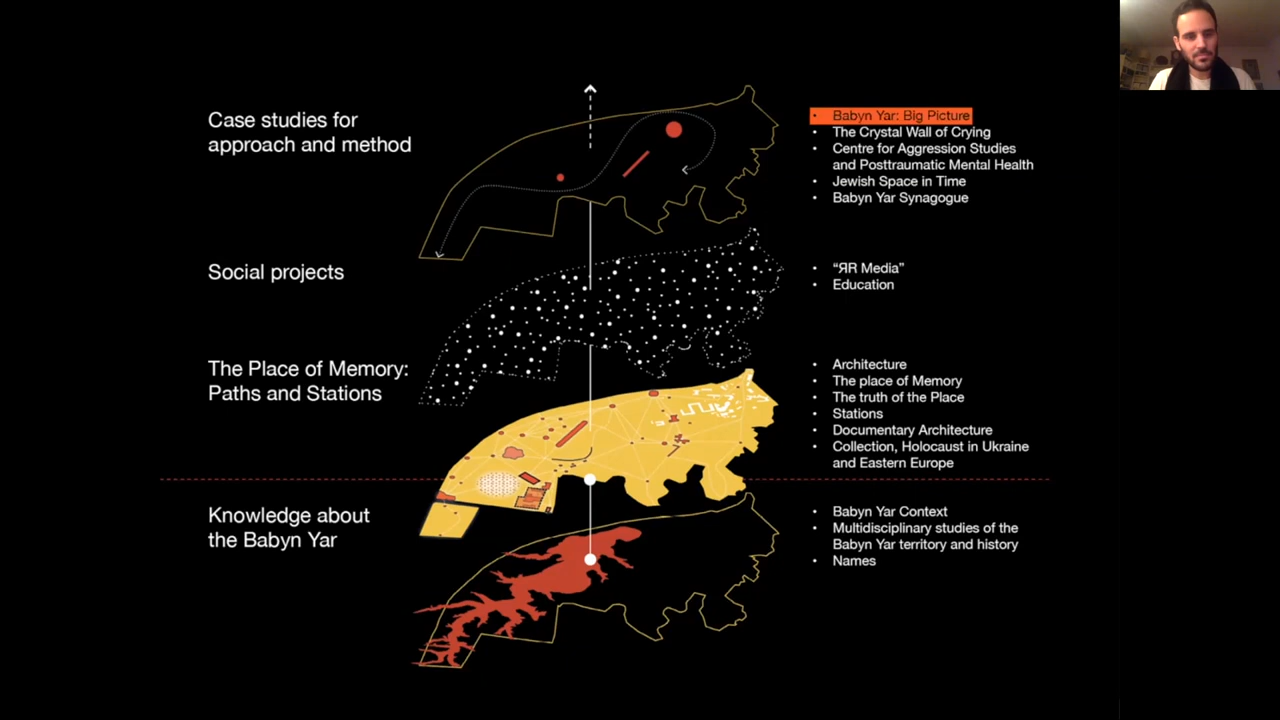 Case studies for
approach and method
• Babyn Yar: Big Picture
• The Crystal Wall of Crying
• Centre for Aggression Studies
and Posttraumatic Mental Health
• Jewish Space in Time
• Babyn Yar Synagogue
Social projects
• “ЯR Media”
• Education
The Place of Memory:
Paths and Stations
• Architecture
• The place of Memory
• The truth of the Place
• Stations
• Documentary Architecture
• Collection, Holocaust in Ukraine
and Eastern Europe
Knowledge about
the Babyn Yar
• Babyn Yar Context
• Multidisciplinary studies of the
Babyn Yar territory and history
• Names